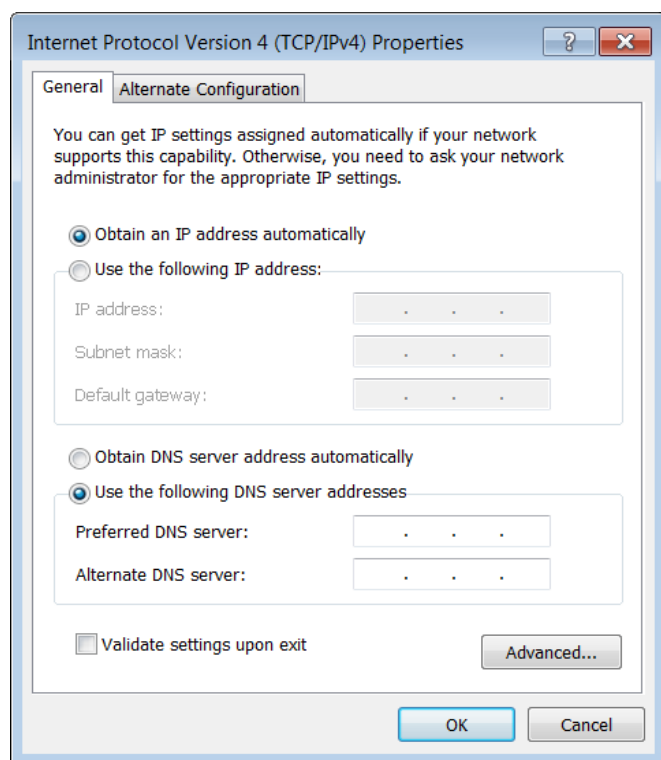 Internet Protocol Version 4 (TCP/IPv4) Properties
?
General
Alternate Configuration
You can get IP settings assigned automatically if your network
supports this capability. Otherwise, you need to ask your network
administrator for the appropriate IP settings.
Obtain an IP address automatically
Use the following IP address:
IP address: . . .
Subnet mask: . . .
Default gateway: . . .
Obtain DNS server address automatically
Use the following DNS server addresses
Preferred DNS server: . . .
Alternate DNS server: . . .
Validate settings upon exit
Advanced...
OK
Cancel